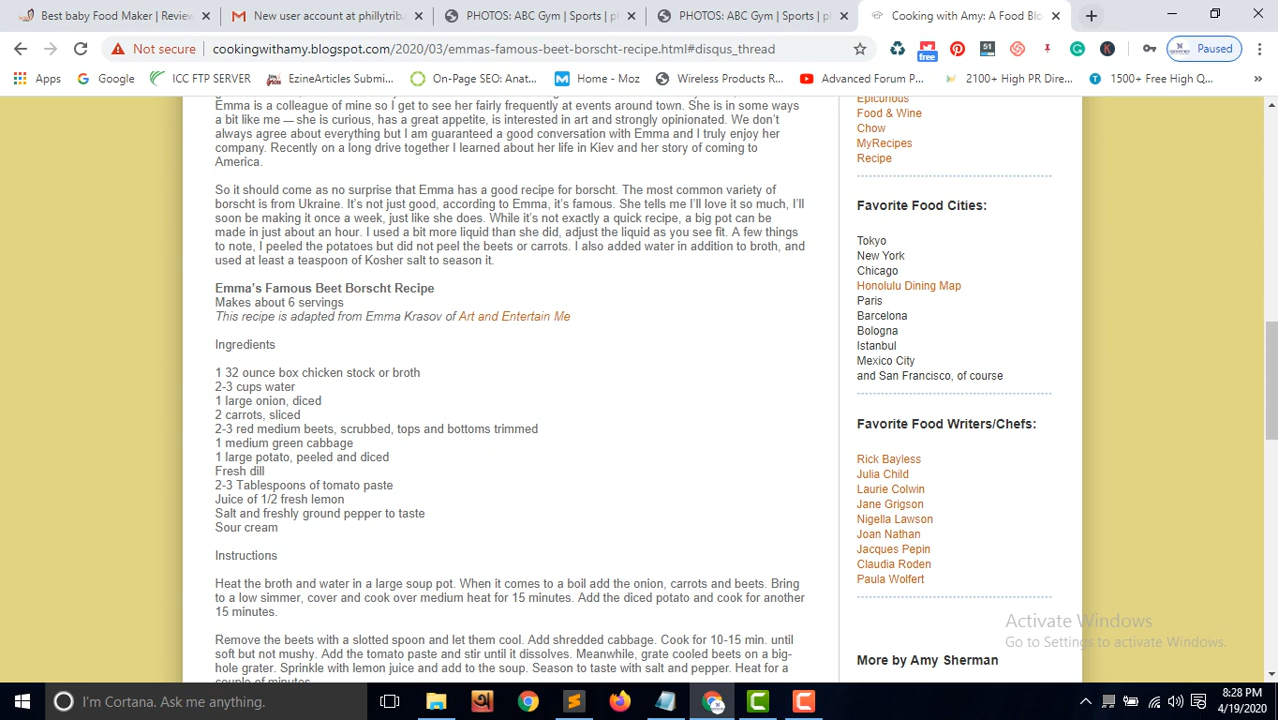 Best baby Food Maker | Review
New user account at phillytrib.
PHOTOS: ABC Gym | Sports | p
PHOTOS: ABC Gym | Sports | p
Cooking with Amy: A Food Blo
Not secure
cookingwithamy.blogspot.com/2020/03/emmas-famous-beet-borscht-recipe.html#disqus_thread
free
51
Paused
Apps
Google
ICC FTP SERVER
EzineArticles Submi...
On-Page SEO: Anat...
Home - Moz
Wireless Products R...
Advanced Forum P...
2100+ High PR Dire...
1500+ Free High Q...
Emma is a colleague of mine so I get to see her fairly frequently at events around town. She is in some ways
a bit like me — she is curious, has a great appetite, is interested in art and strongly opinionated. We don't
always agree about everything but I am guaranteed a good conversation with Emma and I truly enjoy her
company. Recently on a long drive together I learned about her life in Kiev and her story of coming to
America.
So it should come as no surprise that Emma has a good recipe for borscht. The most common variety of
borscht is from Ukraine. It's not just good, according to Emma, it's famous. She tells me I'll love it so much, I'll
soon be making it once a week, just like she does. While it's not exactly a quick recipe, a big pot can be
made in just about an hour. I used a bit more liquid than she did, adjust the liquid as you see fit. A few things
to note, I peeled the potatoes but did not peel the beets or carrots. I also added water in addition to broth, and
used at least a teaspoon of Kosher salt to season it.
Emma's Famous Beet Borscht Recipe
Makes about 6 servings
This recipe is adapted from Emma Krasov of Art and Entertain Me
Ingredients
1 32 ounce box chicken stock or broth
2-3 cups water
1 large onion, diced
2 carrots, sliced
2-3 red medium beets, scrubbed, tops and bottoms trimmed
1 medium green cabbage
1 large potato, peeled and diced
Fresh dill
2-3 Tablespoons of tomato paste
Juice of 1/2 fresh lemon
Salt and freshly ground pepper to taste
Sour cream
Instructions
Heat the broth and water in a large soup pot. When it comes to a boil add the onion, carrots and beets. Bring
to a low simmer, cover and cook over medium heat for 15 minutes. Add the diced potato and cook for another
15 minutes.
Remove the beets with a slotted spoon and let them cool. Add shredded cabbage. Cook for 10-15 min. until
soft but not mushy. Add the tomato paste and stir until it dissolves. Meanwhile, grate cooled beets on a big-
hole grater. Sprinkle with lemon juice and add to the soup. Season to taste with salt and pepper. Heat for a
couple of minutes.
Epicurious
Food & Wine
Chow
MyRecipes
Recipe
Favorite Food Cities:
Tokyo
New York
Chicago
Honolulu Dining Map
Paris
Barcelona
Bologna
Istanbul
Mexico City
and San Francisco, of course
Favorite Food Writers/Chefs:
Rick Bayless
Julia Child
Laurie Colwin
Jane Grigson
Nigella Lawson
Joan Nathan
Jacques Pepin
Claudia Roden
Paula Wolfert
More by Amy Sherman
Activate Windows
Go to Settings to activate Windows.
I'm Cortana. Ask me anything.
8:28 PM
4/19/2020